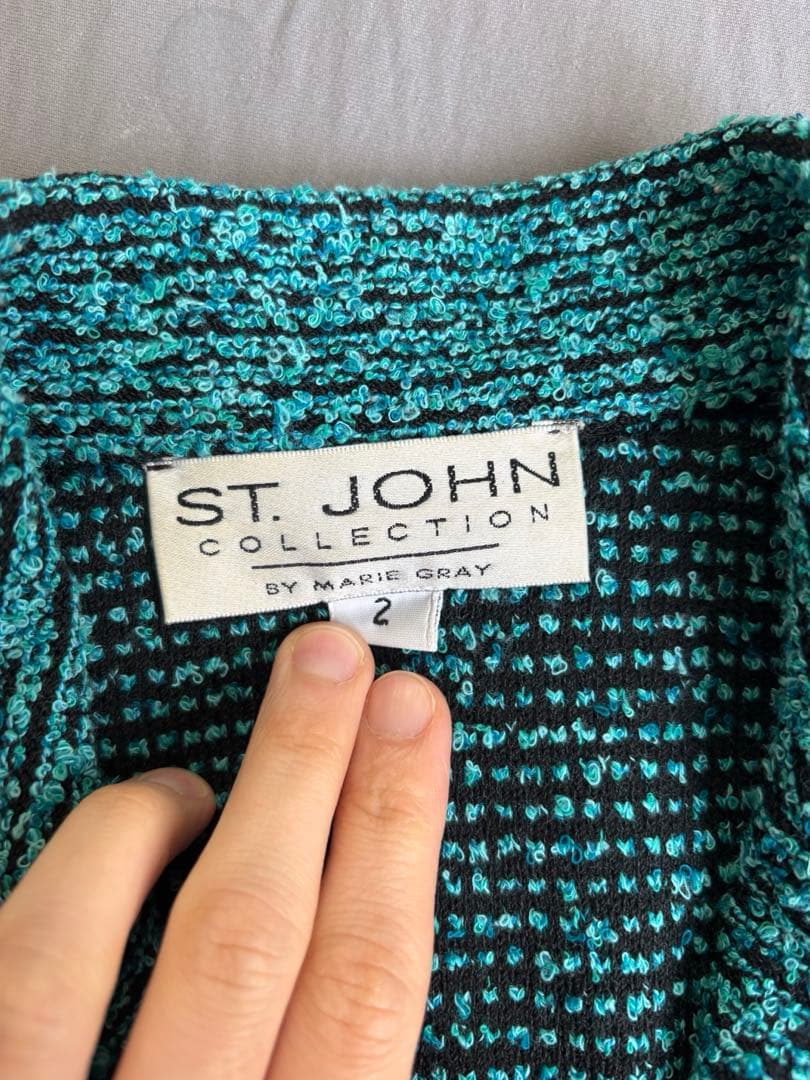 ST. JOHN
COLLECTION
BY MARIE GRAY
2